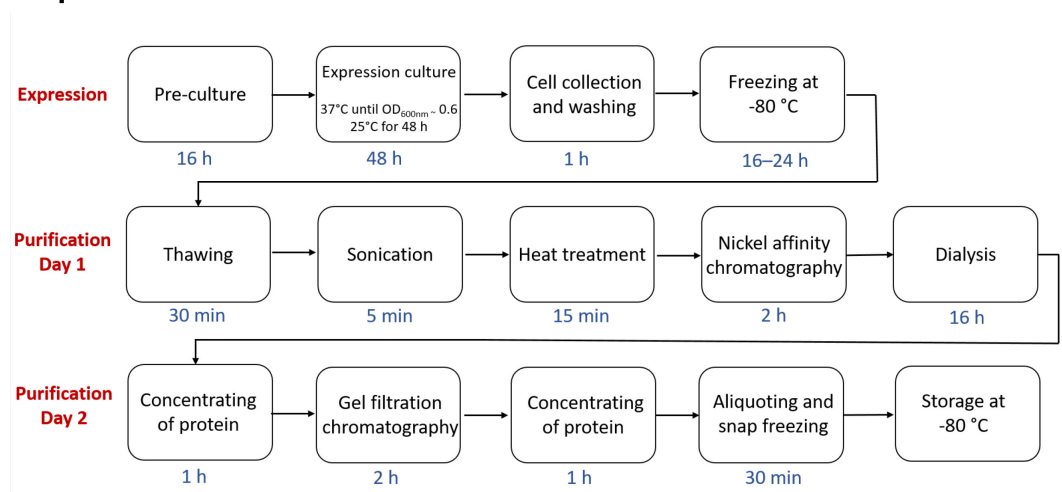 Expression
Pre-culture
16 h
Expression culture
37°C until OD600nm ~ 0.6
25°C for 48 h
48 h
Cell collection
and washing
1 h
Freezing at
-80 °C
16–24 h
Purification
Day 1
Thawing
30 min
Sonication
5 min
Heat treatment
15 min
Nickel affinity
chromatography
2 h
Dialysis
16 h
Purification
Day 2
Concentrating
of protein
1 h
Gel filtration
chromatography
2 h
Concentrating
of protein
1 h
Aliquoting and
snap freezing
30 min
Storage at
-80 °C